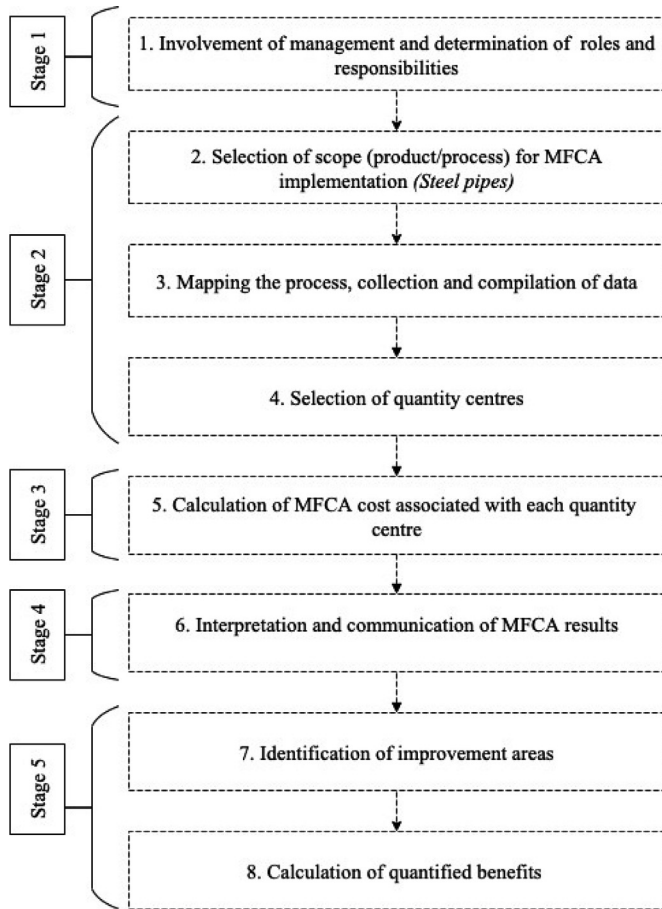 Stage 1
1. Involvement of management and determination of roles and
responsibilities
Stage 2
2. Selection of scope (product/process) for MFCA
implementation (Steel pipes)
3. Mapping the process, collection and compilation of data
4. Selection of quantity centres
Stage 3
5. Calculation of MFCA cost associated with each quantity
centre
Stage 4
6. Interpretation and communication of MFCA results
Stage 5
7. Identification of improvement areas
8. Calculation of quantified benefits